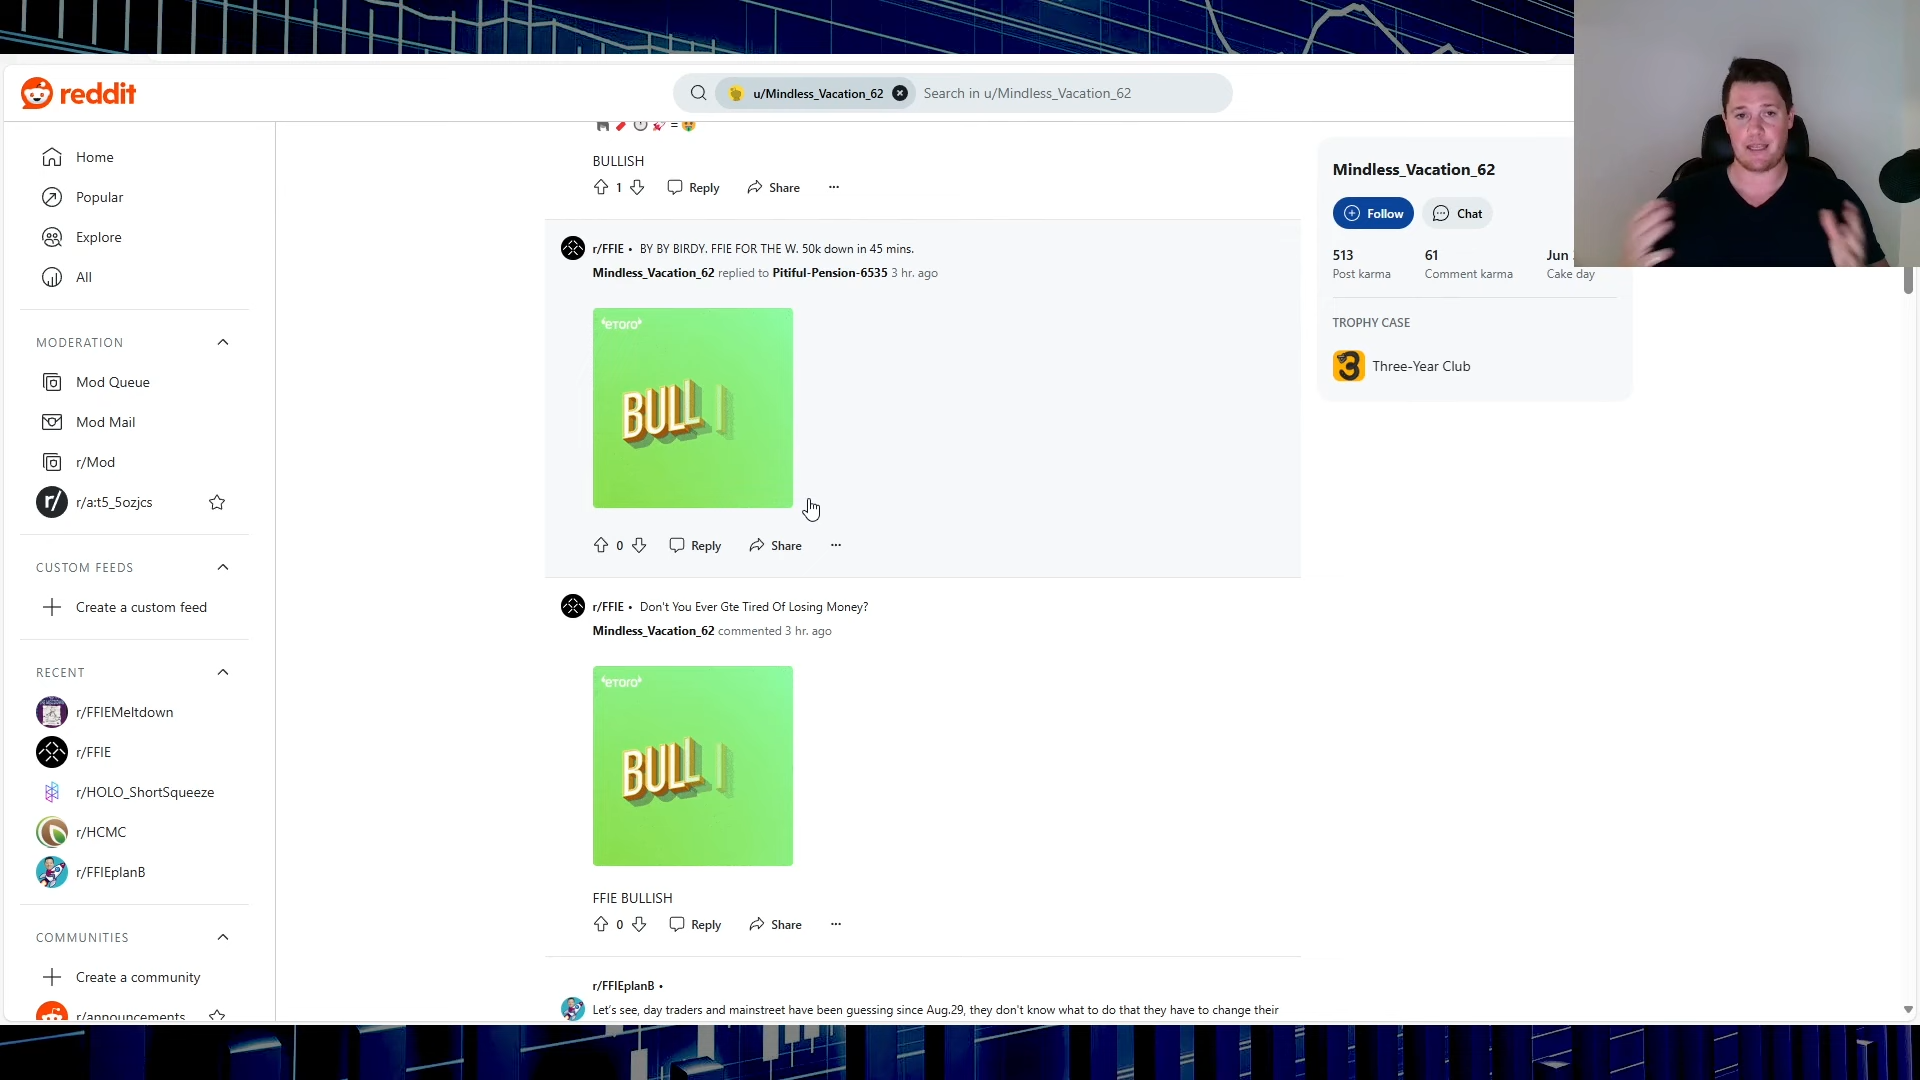 reddit
u/Mindless_Vacation_62
Search in u/Mindless_Vacation_62
Home
Popular
Explore
All
MODERATION
Mod Queue
Mod Mail
r/Mod
r/
r/a:t5_5ozjcs
CUSTOM FEEDS
Create a custom feed
RECENT
r/FFIEMeltdown
r/FFIE
r/HOLO_ShortSqueeze
r/HCMC
r/FFIEplanB
COMMUNITIES
Create a community
r/announcements
=
BULLISH
1 Reply Share ...
r/FFIE • BY BY BIRDY. FFIE FOR THE W. 50k down in 45 mins.
Mindless_Vacation_62 replied to Pitiful-Pension-6535 3 hr. ago
eToro
BULL I
0 Reply Share ...
r/FFIE • Don't You Ever Gte Tired Of Losing Money?
Mindless_Vacation_62 commented 3 hr. ago
eToro
BULL I
FFIE BULLISH
0 Reply Share ...
r/FFIEplanB •
Let's see, day traders and mainstreet have been guessing since Aug.29, they don't know what to do that they have to change their
Mindless_Vacation_62
Follow Chat
513 61 Jun
Post karma Comment karma Cake day
TROPHY CASE
3 Three-Year Club